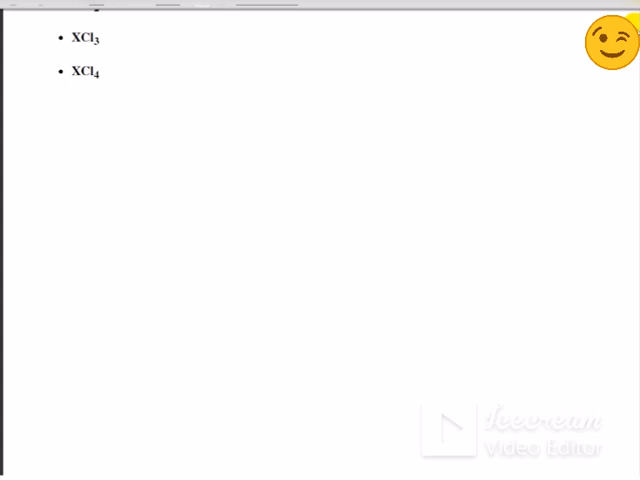 • XCl₃
• XCl₄
Icecream
Video Editor